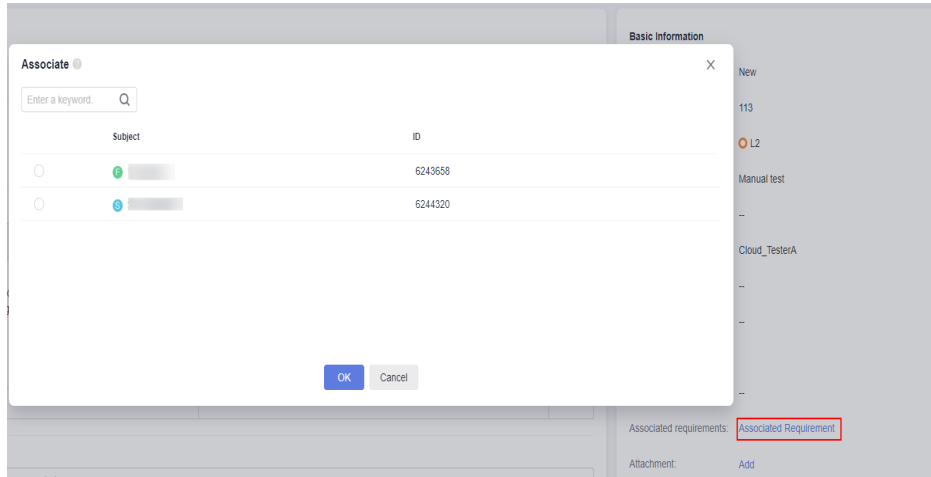 Basic Information
Associate
New
Enter a keyword.
113
Subject ID
L2
F 6243658
Manual test
S 6244320
--
Cloud_TesterA
--
--
OK Cancel
--
Associated requirements: Associated Requirement
Attachment: Add